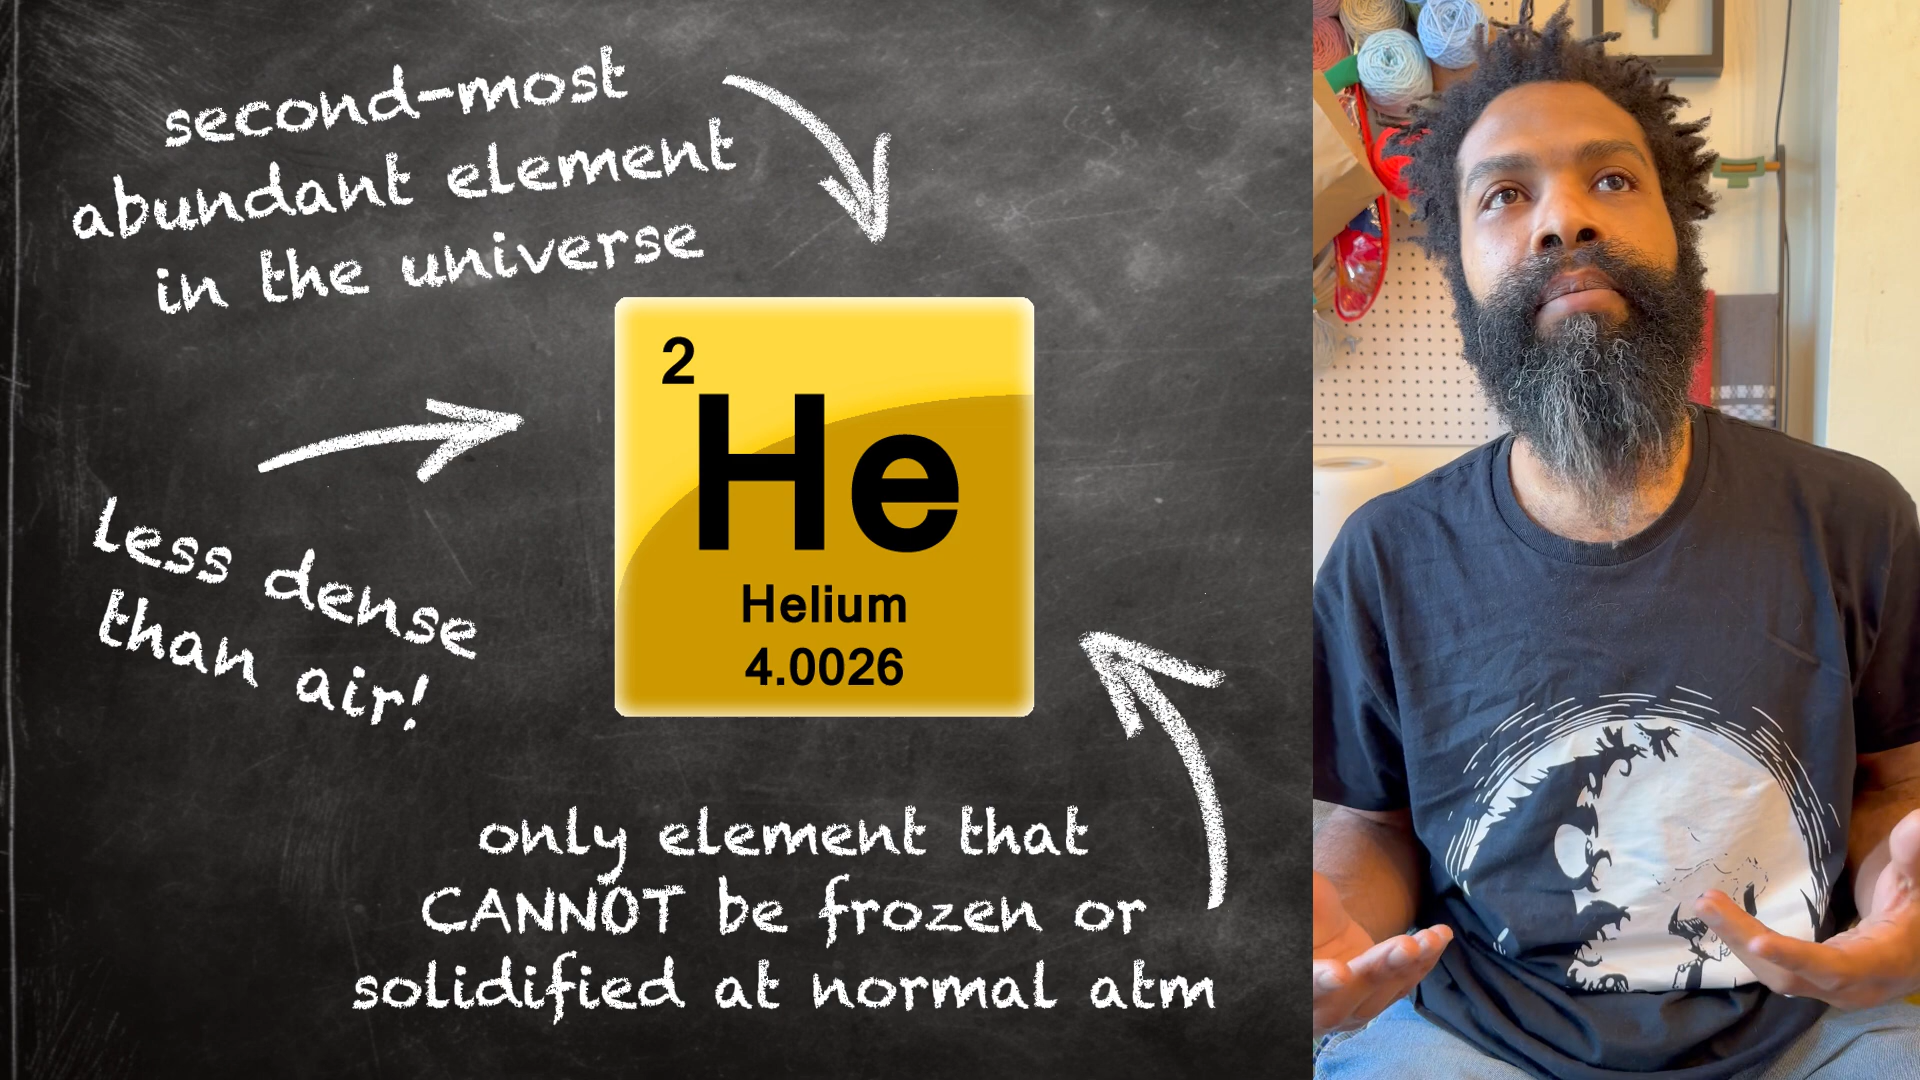 second-most
abundant element
in the universe
less dense
than air!
2
He
Helium
4.0026
only element that
CANNOT be frozen or
solidified at normal atm